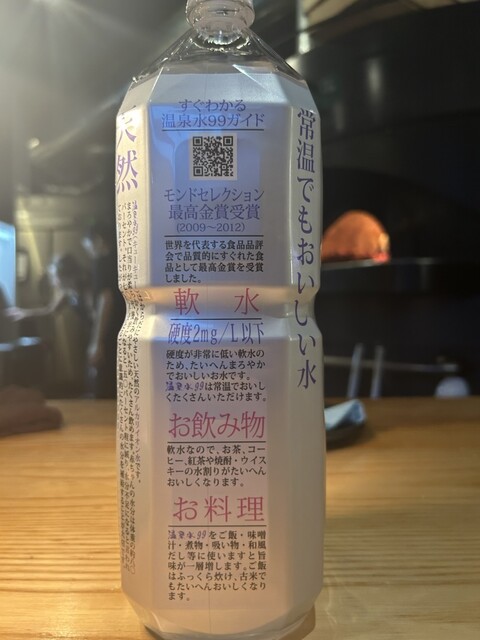 すぐわかる
温泉水99ガイド
モンドセレクション
最高金賞受賞
(2009〜2012)
世界を代表する食品品評
会で品質的にすぐれた食
品として最高金賞を受賞
しました。
軟 水
硬度2mg/L以下
硬度が非常に低い軟水の
ため、たいへんまろやか
でおいしいお水です。
温泉水99は常温でおいし
くたくさんいただけます。
お飲み物
軟水なので、お茶、コー
ヒー、紅茶や焼酎・ウイス
キーの水割りがたいへん
おいしくなります。
お料理
温泉水99をご飯・味噌
汁・煮物・吸い物・和風
だし等に使いますと旨
味が一層増します。ご飯
はふっくら炊け、古米で
もたいへんおいしくなり
ます。
常温でもおいしい水
天然